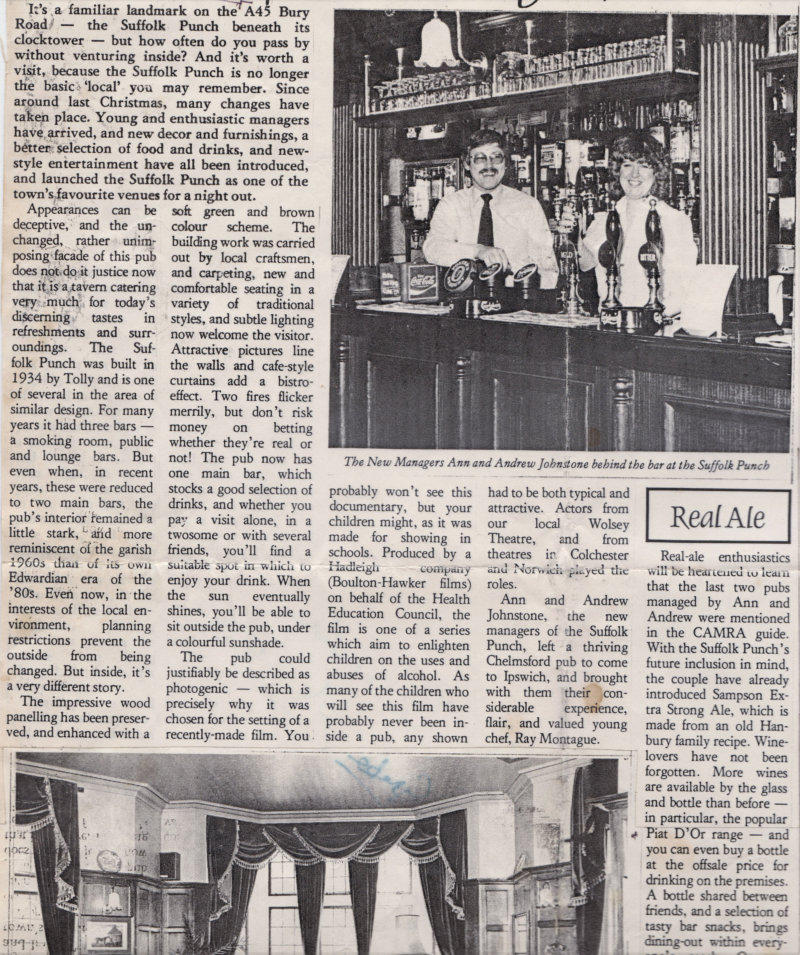 It's a familiar landmark on the A45 Bury
Road — the Suffolk Punch beneath its
clocktower — but how often do you pass by
without venturing inside? And it's worth a
visit, because the Suffolk Punch is no longer
the basic 'local' you may remember. Since
around last Christmas, many changes have
taken place. Young and enthusiastic managers
have arrived, and new decor and furnishings, a
better selection of food and drinks, and new-
style entertainment have all been introduced,
and launched the Suffolk Punch as one of the
town's favourite venues for a night out.
Appearances can be
deceptive, and the un-
changed, rather unim-
posing facade of this pub
does not do it justice now
that it is a tavern catering
very much for today's
discerning tastes in
refreshments and surr-
oundings. The Suf-
folk Punch was built in
1934 by Tolly and is one
of several in the area of
similar design. For many
years it had three bars —
a smoking room, public
and lounge bars. But
even when, in recent
years, these were reduced
to two main bars, the
pub's interior remained a
little stark, and more
reminiscent of the garish
1960s than of its own
Edwardian era of the
'80s. Even now, in the
interests of the local en-
vironment, planning
restrictions prevent the
outside from being
changed. But inside, it's
a very different story.
The impressive wood
panelling has been preser-
ved, and enhanced with a
soft green and brown
colour scheme. The
building work was carried
out by local craftsmen,
and carpeting, new and
comfortable seating in a
variety of traditional
styles, and subtle lighting
now welcome the visitor.
Attractive pictures line
the walls and cafe-style
curtains add a bistro-
effect. Two fires flicker
merrily, but don't risk
money on betting
whether they're real or
not! The pub now has
one main bar, which
stocks a good selection of
drinks, and whether you
pay a visit alone, in a
twosome or with several
friends, you'll find a
suitable spot in which to
enjoy your drink. When
the sun eventually
shines, you'll be able to
sit outside the pub, under
a colourful sunshade.
The pub could
justifiably be described as
photogenic — which is
precisely why it was
chosen for the setting of a
recently-made film. You
BITTER
The New Managers Ann and Andrew Johnstone behind the bar at the Suffolk Punch
probably won't see this
documentary, but your
children might, as it was
made for showing in
schools. Produced by a
Hadleigh company
(Boulton-Hawker films)
on behalf of the Health
Education Council, the
film is one of a series
which aim to enlighten
children on the uses and
abuses of alcohol. As
many of the children who
will see this film have
probably never been in-
side a pub, any shown
had to be both typical and
attractive. Actors from
our local Wolsey
Theatre, and from
theatres in Colchester
and Norwich played the
roles.
Ann and Andrew
Johnstone, the new
managers of the Suffolk
Punch, left a thriving
Chelmsford pub to come
to Ipswich, and brought
with them their con-
siderable experience,
flair, and valued young
chef, Ray Montague.
Real Ale
Real-ale enthusiasts
will be heartened to learn
that the last two pubs
managed by Ann and
Andrew were mentioned
in the CAMRA guide.
With the Suffolk Punch's
future inclusion in mind,
the couple have already
introduced Sampson Ex-
tra Strong Ale, which is
made from an old Han-
bury family recipe. Wine-
lovers have not been
forgotten. More wines
are available by the glass
and bottle than before —
in particular, the popular
Piat D'Or range — and
you can even buy a bottle
at the offsale price for
drinking on the premises.
A bottle shared between
friends, and a selection of
tasty bar snacks, brings
dining-out within every-